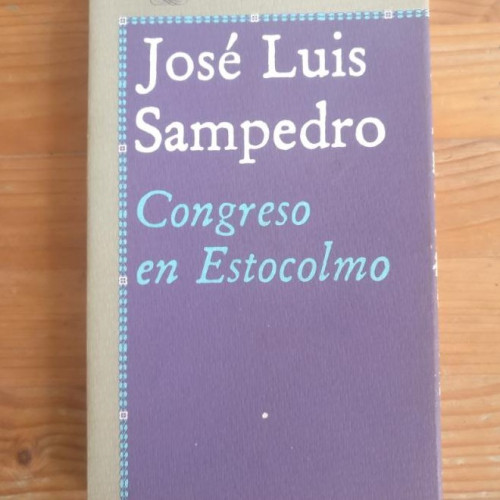 José Luis
Sampedro
Congreso
en Estocolmo